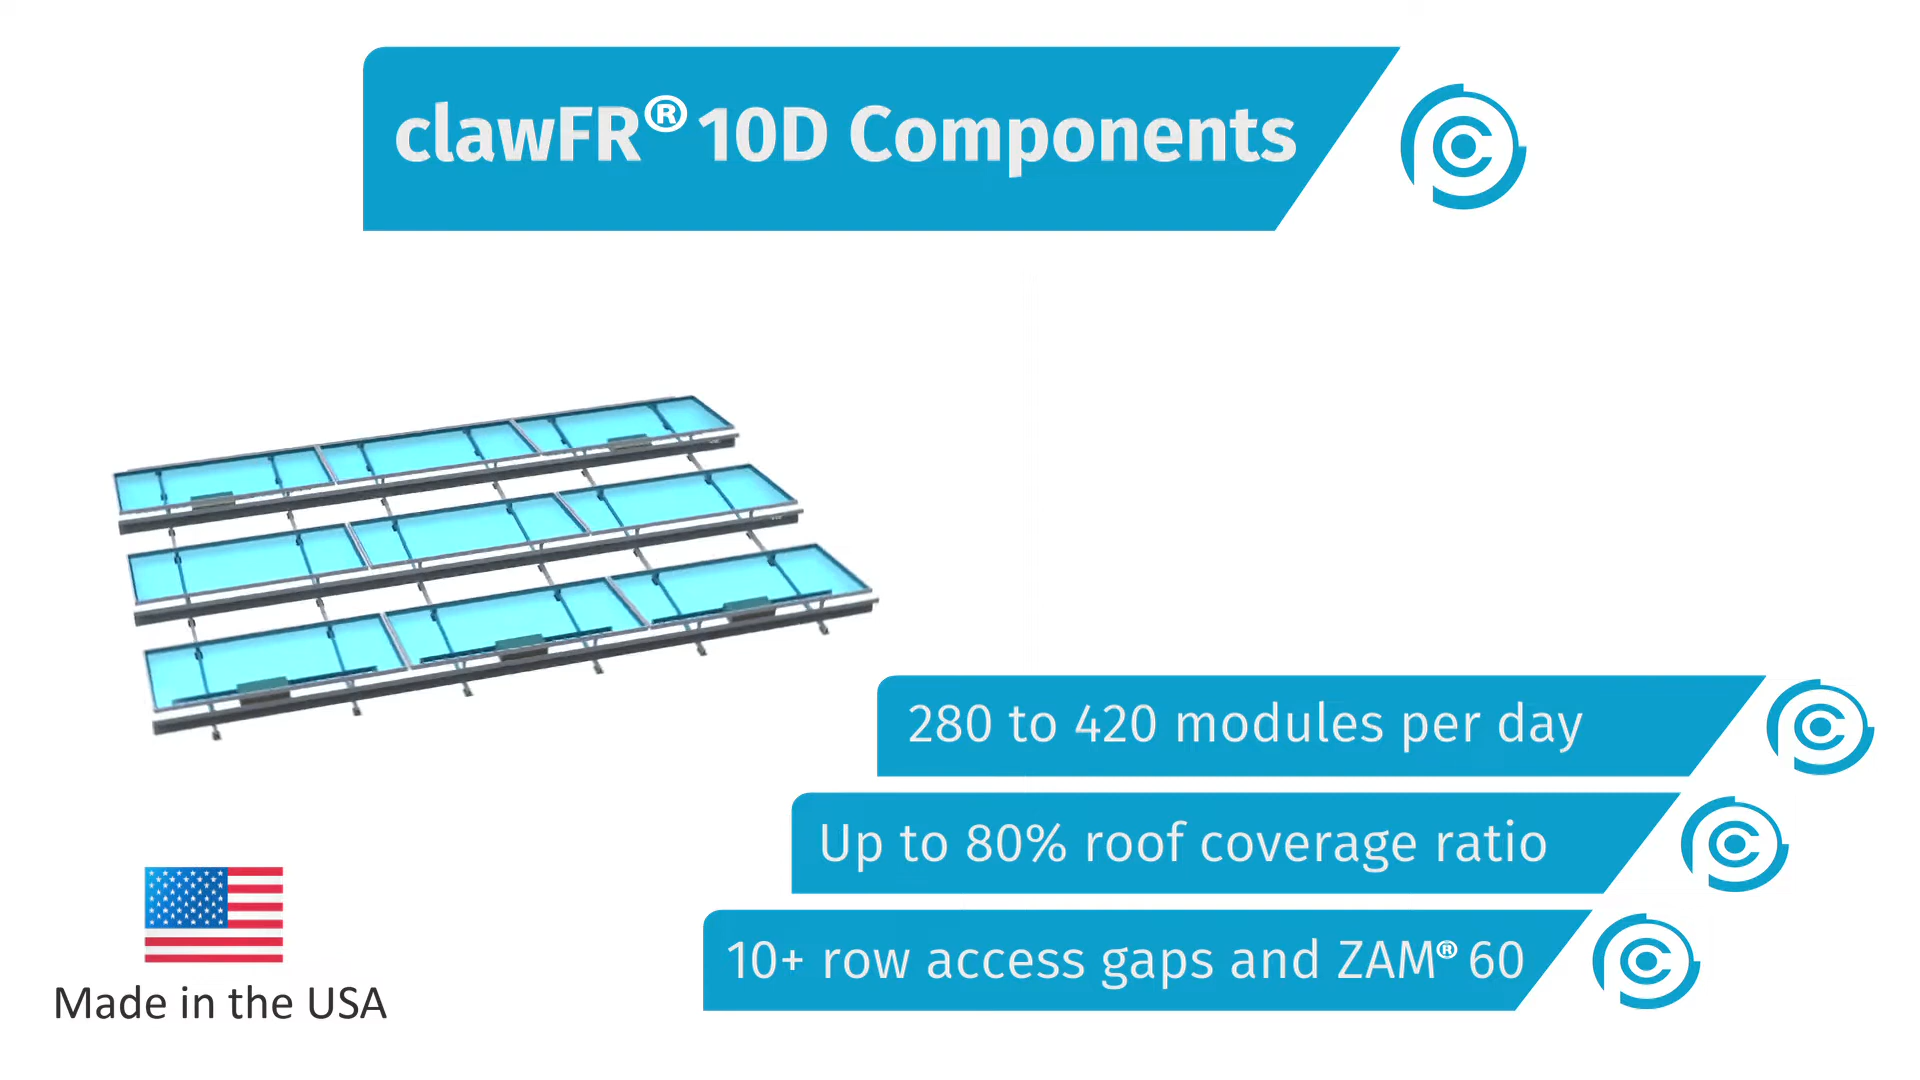 clawFR® 10D Components
280 to 420 modules per day
Up to 80% roof coverage ratio
10+ row access gaps and ZAM® 60
Made in the USA